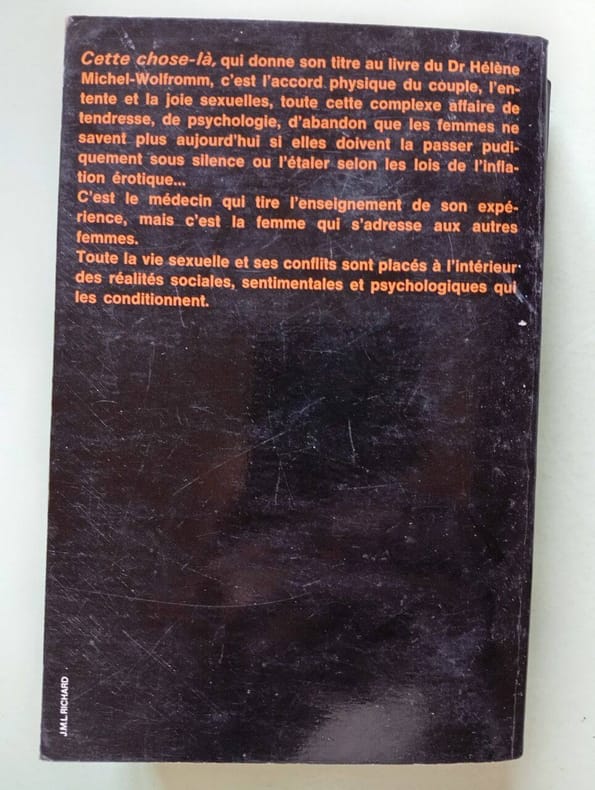 Cette chose-là, qui donne son titre au livre du Dr Hélène
Michel-Wolfromm, c'est l'accord physique du couple, l'en-
tente et la joie sexuelles, toute cette complexe affaire de
tendresse, de psychologie, d'abandon que les femmes ne
savent plus aujourd'hui si elles doivent la passer pudi-
quement sous silence ou l'étaler selon les lois de l'infla-
tion érotique...
C'est le médecin qui tire l'enseignement de son expé-
rience, mais c'est la femme qui s'adresse aux autres
femmes.
Toute la vie sexuelle et ses conflits sont placés à l'intérieur
des réalités sociales, sentimentales et psychologiques qui
les conditionnent.
J.M.L.RICHARD